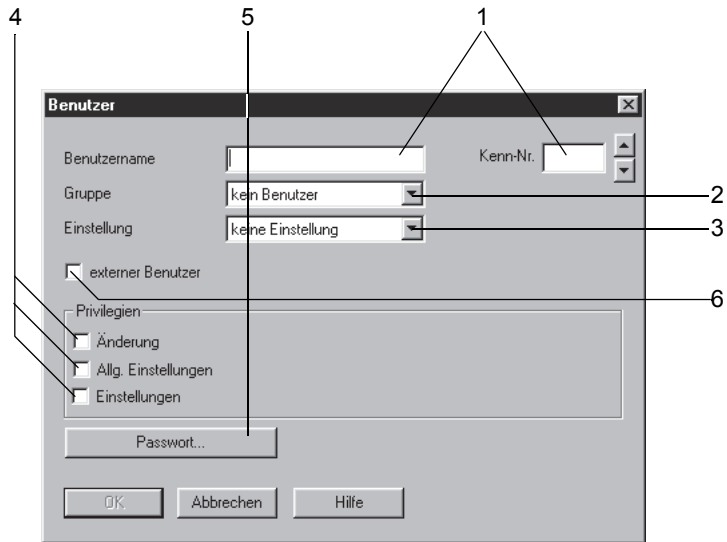 4 5 1
Benutzer
Benutzername Kenn-Nr.
Gruppe kein Benutzer 2
Einstellung keine Einstellung 3
externer Benutzer 6
Privilegien
Änderung
Allg. Einstellungen
Einstellungen
Passwort...
OK Abbrechen Hilfe